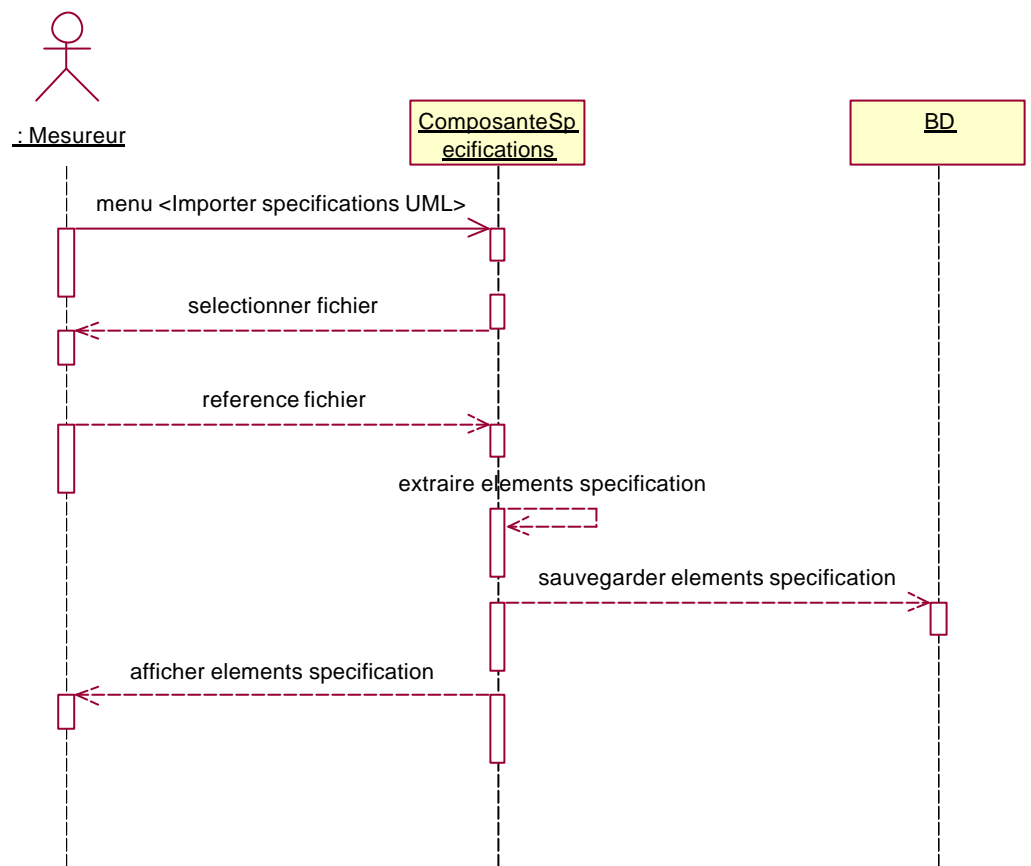 : Mesureur
ComposanteSp
ecifications
BD
menu <Importer specifications UML>
selectionner fichier
reference fichier
extraire elements specification
sauvegarder elements specification
afficher elements specification